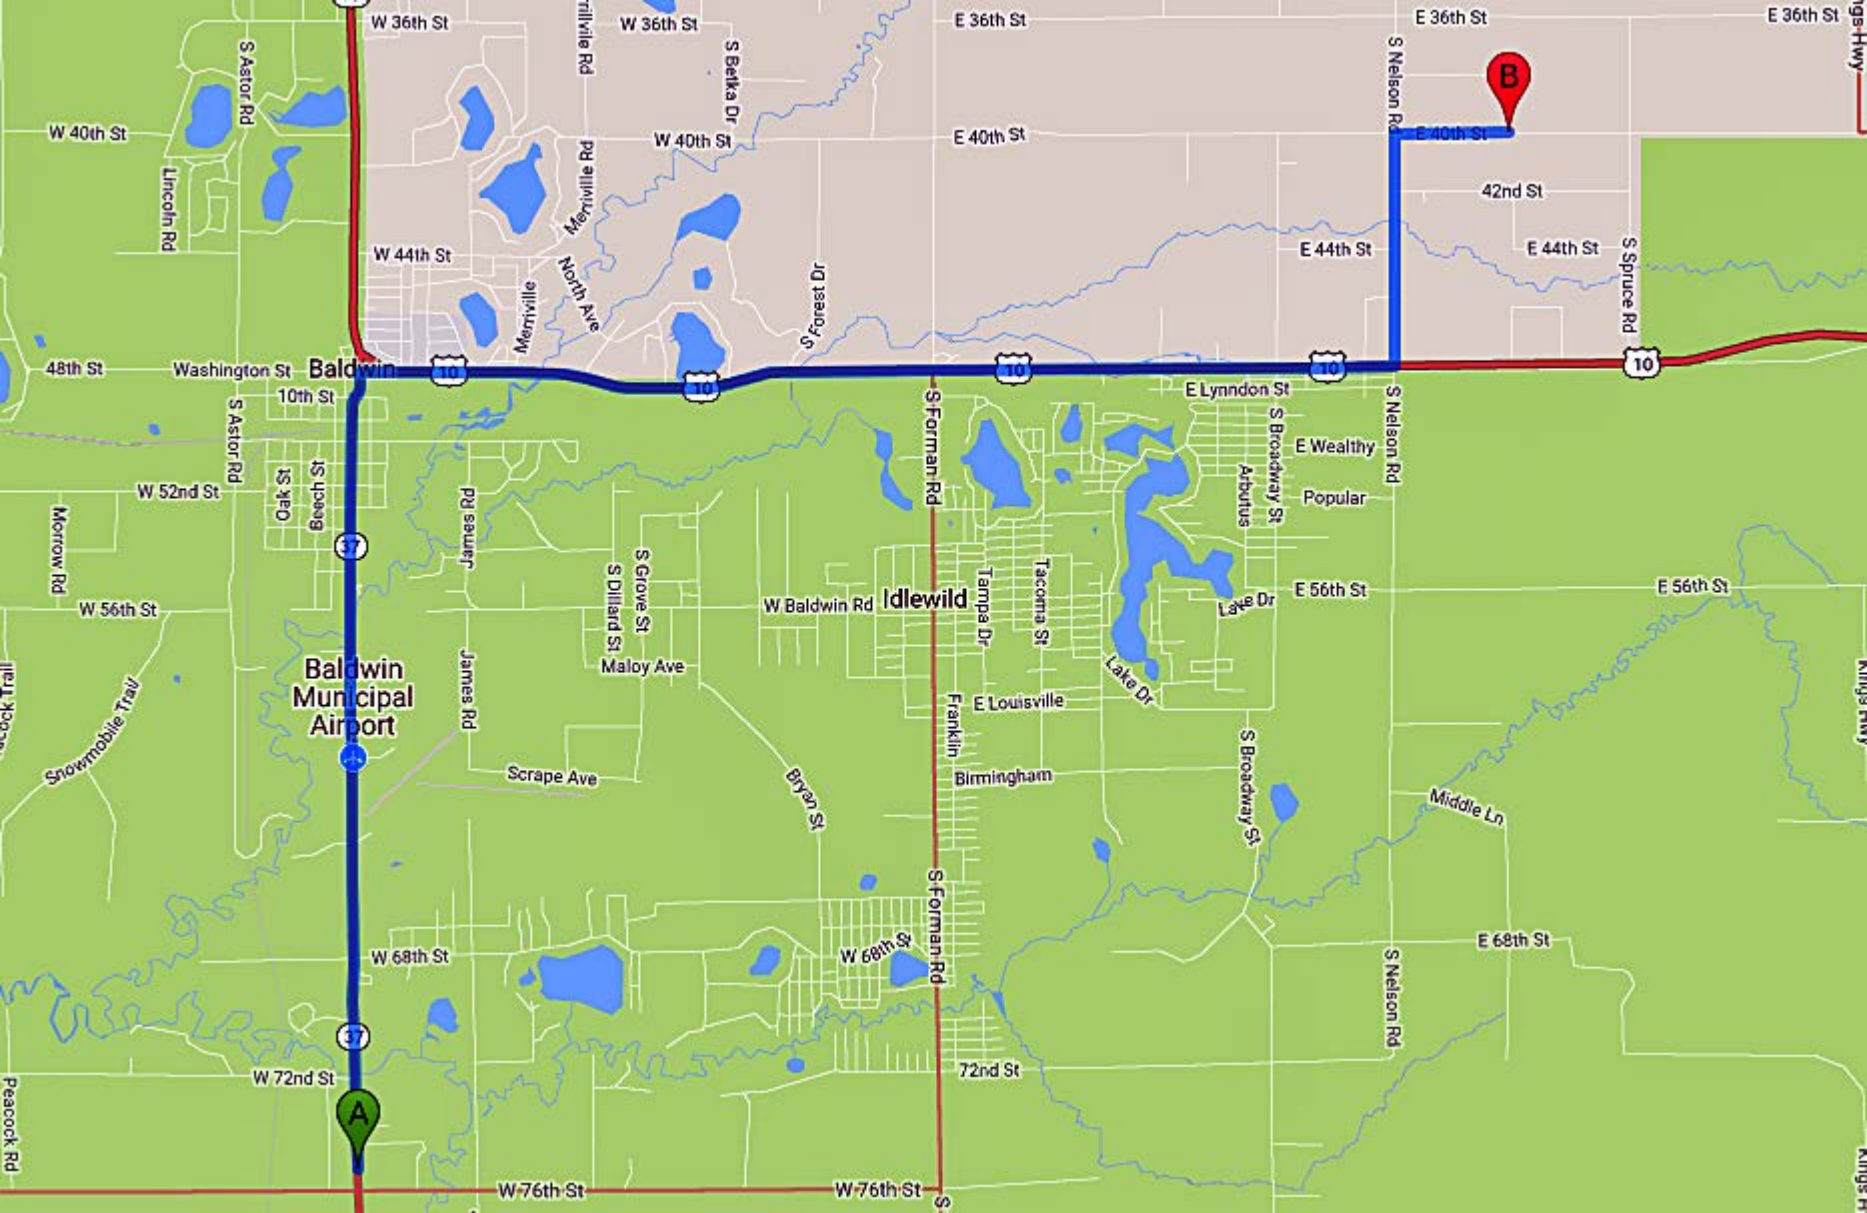 W 36th St
W 36th St
E 36th St
E 36th St
E 36th St
S Astor Rd
S Betka Dr
S Nelson Rd
B
W 40th St
W 40th St
E 40th St
E 40th St
Merrillville Rd
Lincoln Rd
42nd St
W 44th St
E 44th St
E 44th St
North Ave
Merriville
S Forest Dr
S Spruce Rd
48th St
Washington St
Baldwin
10
10
10
10
10
10th St
E Lynndon St
S Astor Rd
S Forman Rd
S Broadway St
S Nelson Rd
E Wealthy
W 52nd St
Oak St
Beech St
James Rd
Arbutus
Popular
Morrow Rd
37
S Dillard St
S Grove St
Tampa Dr
Tacoma St
E 56th St
E 56th St
W 56th St
W Baldwin Rd
Idlewild
Lake Dr
Baldwin
Municipal
Airport
James Rd
Maloy Ave
Lake Dr
Snowmobile Trail
Franklin
E Louisville
S Broadway St
Scrape Ave
Bryan St
Birmingham
Middle Ln
S Forman Rd
W 68th St
W 68th St
E 68th St
S Nelson Rd
37
W 72nd St
72nd St
A
Peacock Rd
W 76th St
W 76th St
S